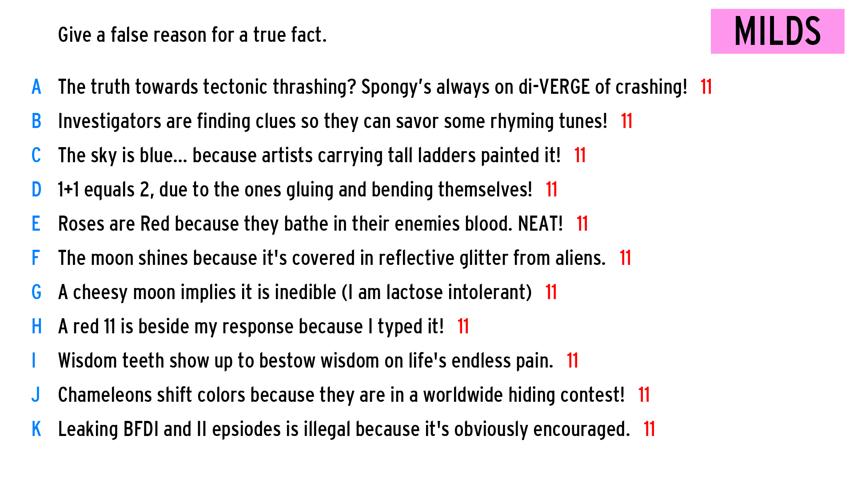 Give a false reason for a true fact.
MILDS
A The truth towards tectonic thrashing? Spongy's always on di-VERGE of crashing! 11
B Investigators are finding clues so they can savor some rhyming tunes! 11
C The sky is blue... because artists carrying tall ladders painted it! 11
D 1+1 equals 2, due to the ones gluing and bending themselves! 11
E Roses are Red because they bathe in their enemies blood. NEAT! 11
F The moon shines because it's covered in reflective glitter from aliens. 11
G A cheesy moon implies it is inedible (I am lactose intolerant) 11
H A red 11 is beside my response because I typed it! 11
I Wisdom teeth show up to bestow wisdom on life's endless pain. 11
J Chameleons shift colors because they are in a worldwide hiding contest! 11
K Leaking BFDI and II epsiodes is illegal because it's obviously encouraged. 11